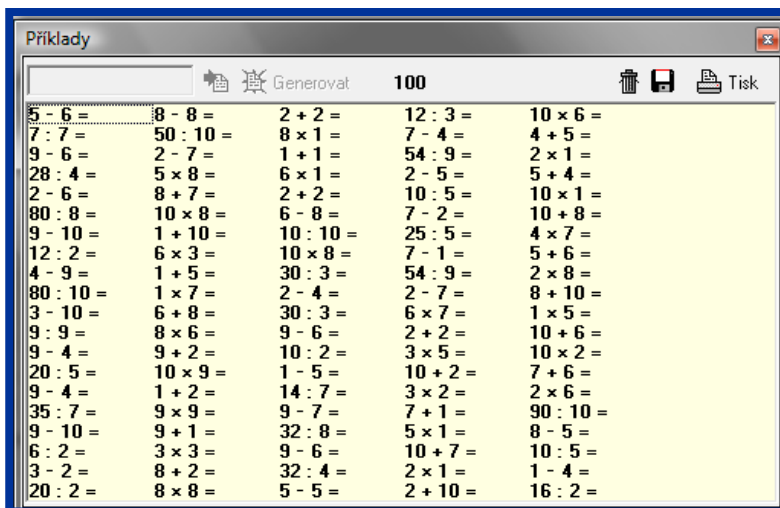 Příklady
Generovat 100 Tisk
5 - 6 = 8 - 8 = 2 + 2 = 12 : 3 = 10 × 6 =
7 : 7 = 50 : 10 = 8 × 1 = 7 - 4 = 4 + 5 =
9 - 6 = 2 - 7 = 1 + 1 = 54 : 9 = 2 × 1 =
28 : 4 = 5 × 8 = 6 × 1 = 2 - 5 = 5 + 4 =
2 - 6 = 8 + 7 = 2 + 2 = 10 : 5 = 10 × 1 =
80 : 8 = 10 × 8 = 6 - 8 = 7 - 2 = 10 + 8 =
9 - 10 = 1 + 10 = 10 : 10 = 25 : 5 = 4 × 7 =
12 : 2 = 6 × 3 = 10 × 8 = 7 - 1 = 5 + 6 =
4 - 9 = 1 + 5 = 30 : 3 = 54 : 9 = 2 × 8 =
80 : 10 = 1 × 7 = 2 - 4 = 2 - 7 = 8 + 10 =
3 - 10 = 6 + 8 = 30 : 3 = 6 × 7 = 1 × 5 =
9 : 9 = 8 × 6 = 9 - 6 = 2 + 2 = 10 + 6 =
9 - 4 = 9 + 2 = 10 : 2 = 3 × 5 = 10 × 2 =
20 : 5 = 10 × 9 = 1 - 5 = 10 + 2 = 7 + 6 =
9 - 4 = 1 + 2 = 14 : 7 = 3 × 2 = 2 × 6 =
35 : 7 = 9 × 9 = 9 - 7 = 7 + 1 = 90 : 10 =
9 - 10 = 9 + 1 = 32 : 8 = 5 × 1 = 8 - 5 =
6 : 2 = 3 × 3 = 9 - 6 = 10 + 7 = 10 : 5 =
3 - 2 = 8 + 2 = 32 : 4 = 2 × 1 = 1 - 4 =
20 : 2 = 8 × 8 = 5 - 5 = 2 + 10 = 16 : 2 =